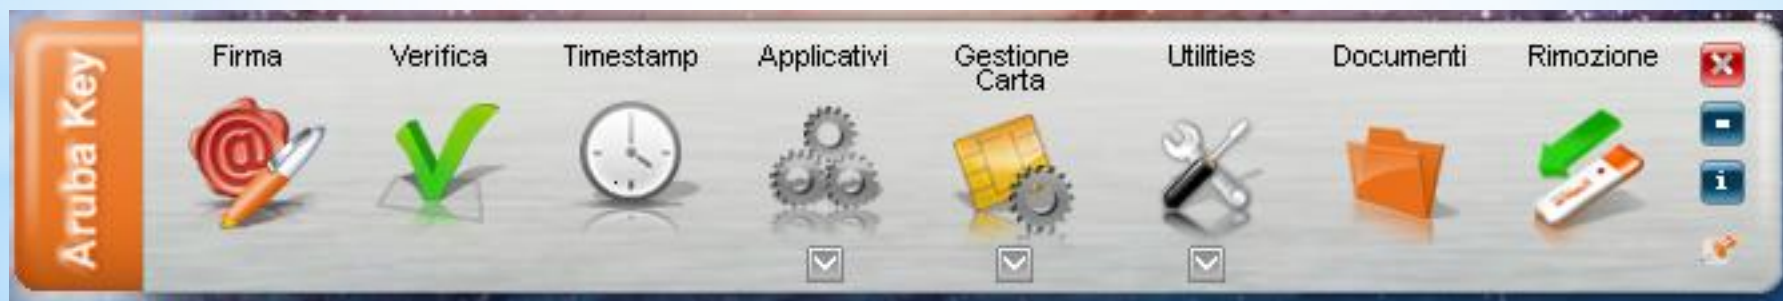 Aruba Key
Firma
Verifica
Timestamp
Applicativi
Gestione
Carta
Utilities
Documenti
Rimozione